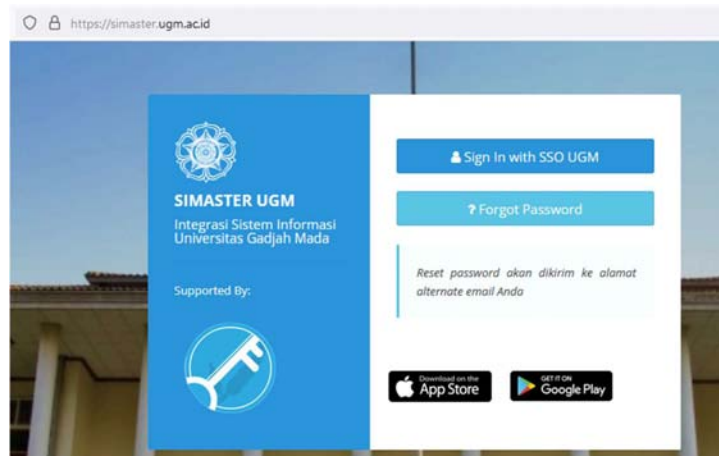 https://simaster.ugm.ac.id
SIMASTER UGM
Integrasi Sistem Informasi
Universitas Gadjah Mada
Supported By:
Sign In with SSO UGM
? Forgot Password
Reset password akan dikirim ke alamat
alternate email Anda
Download on the
App Store
GET IT ON
Google Play